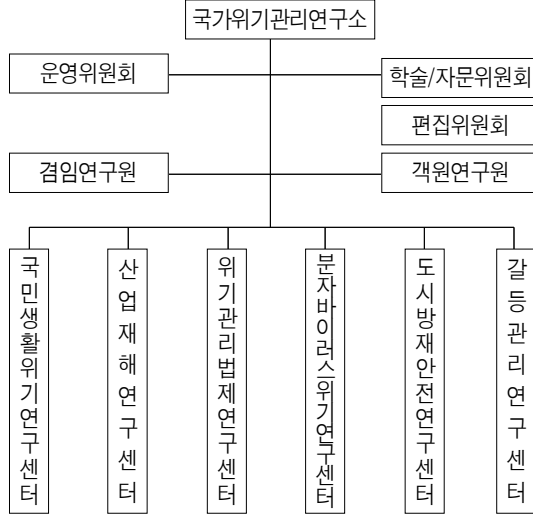 국가위기관리연구소
운영위원회
학술/자문위원회
편집위원회
겸임연구원
객원연구원
국민생활위기연구센터
산업재해연구센터
위기관리법제연구센터
분자바이러스위기연구센터
도시방재안전연구센터
갈등관리연구센터